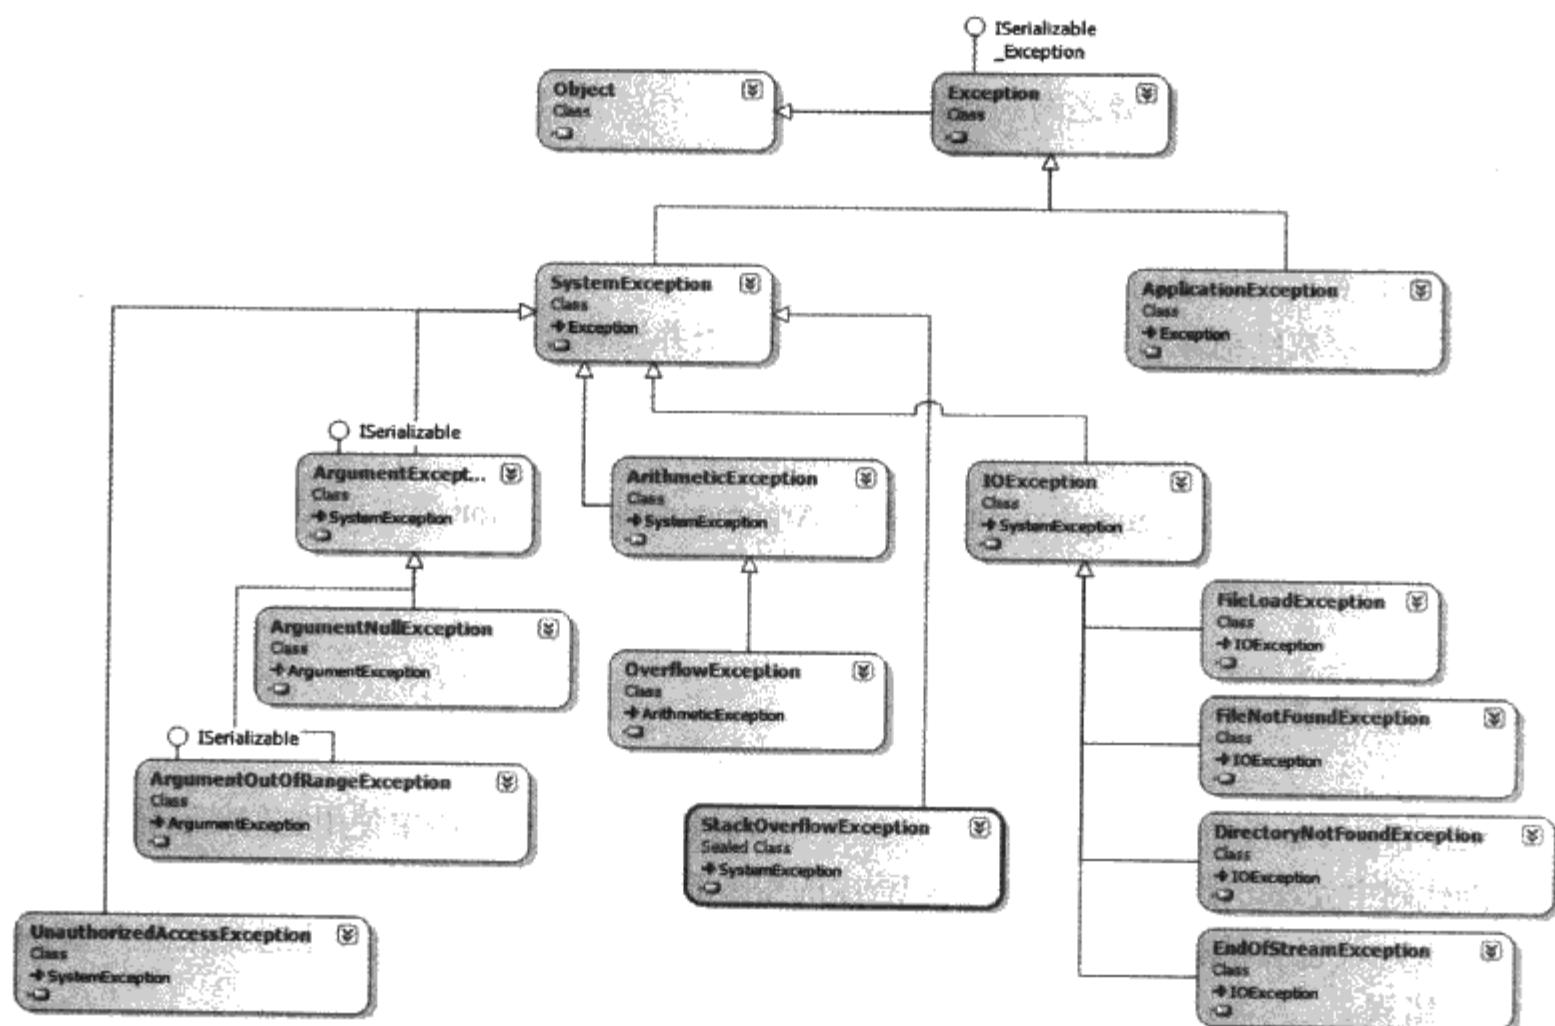 ISerializable
_Exception
Object
Class
Exception
Class
SystemException
Class
Exception
ApplicationException
Class
Exception
ISerializable
ArgumentExcept...
Class
SystemException
ArithmeticException
Class
SystemException
IOException
Class
SystemException
FileLoadException
Class
IOException
ArgumentNullException
Class
ArgumentException
OverflowException
Class
ArithmeticException
FileNotFoundException
Class
IOException
ISerializable
ArgumentOutOfRangeException
Class
ArgumentException
StackOverflowException
Sealed Class
SystemException
DirectoryNotFoundException
Class
IOException
UnauthorizedAccessException
Class
SystemException
EndOfStreamException
Class
IOException